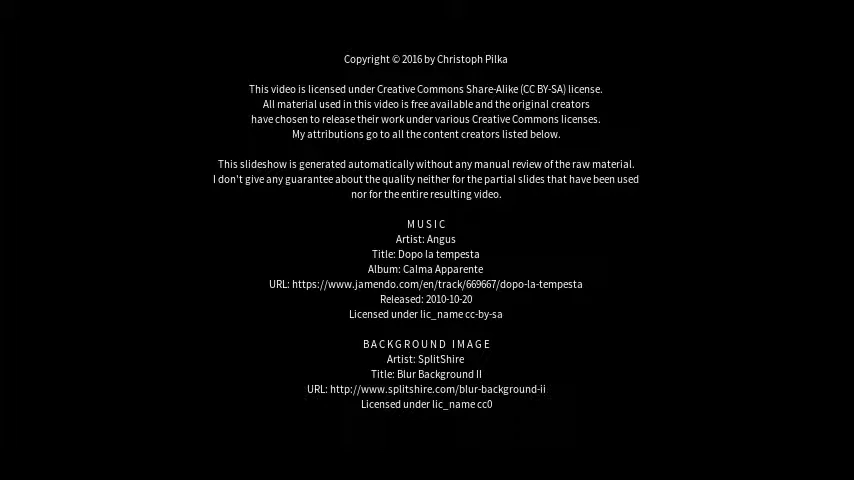 Copyright © 2016 by Christoph Pilka
This video is licensed under Creative Commons Share-Alike (CC BY-SA) license.
All material used in this video is free available and the original creators
have chosen to release their work under various Creative Commons licenses.
My attributions go to all the content creators listed below.
This slideshow is generated automatically without any manual review of the raw material.
I don't give any guarantee about the quality neither for the partial slides that have been used
nor for the entire resulting video.
MUSIC
Artist: Angus
Title: Dopo la tempesta
Album: Calma Apparente
URL: https://www.jamendo.com/en/track/669667/dopo-la-tempesta
Released: 2010-10-20
Licensed under lic_name cc-by-sa
BACKGROUND IMAGE
Artist: SplitShire
Title: Blur Background II
URL: http://www.splitshire.com/blur-background-ii
Licensed under lic_name cc0